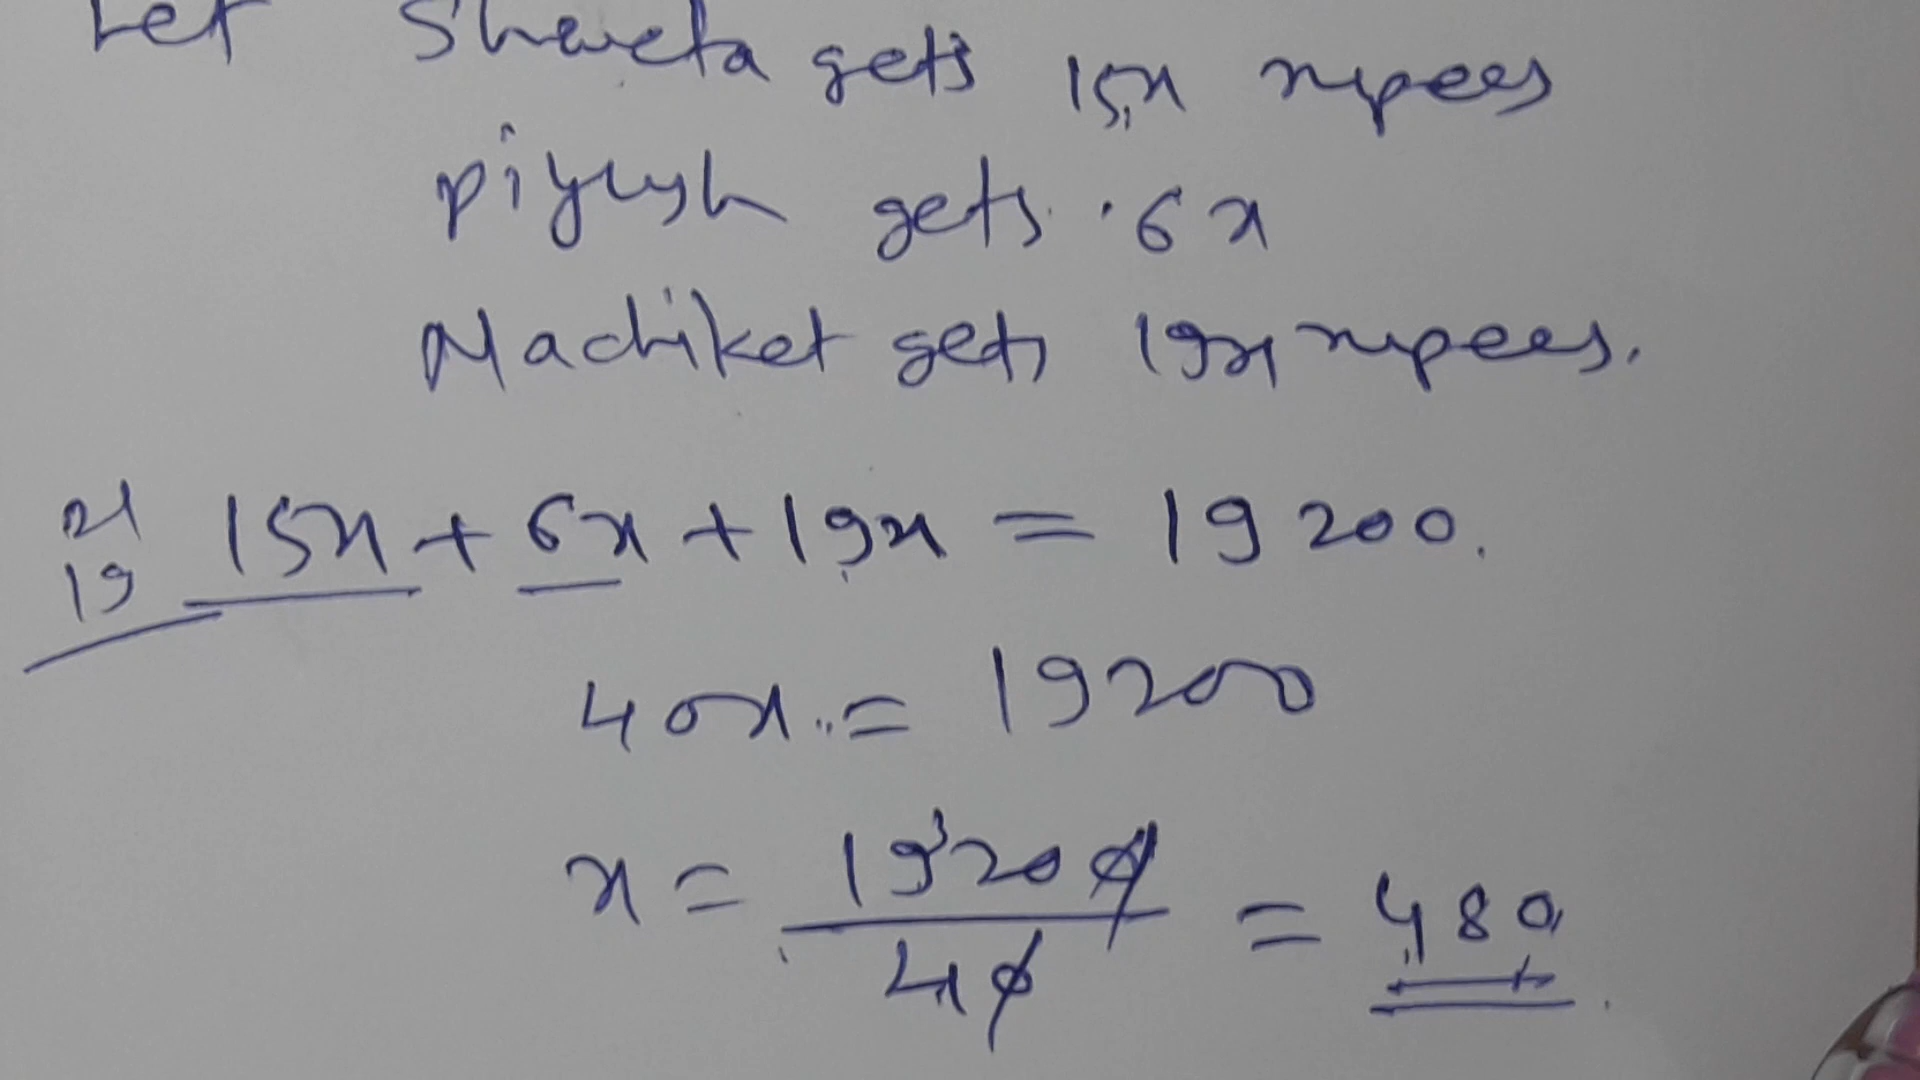 Let Shweta gets 15x rupees
piyush gets 6x
Nachiket gets 19x rupees.
21
19
15x + 6x + 19x = 19200.
40x = 19200
x = 19200 / 40 = 480